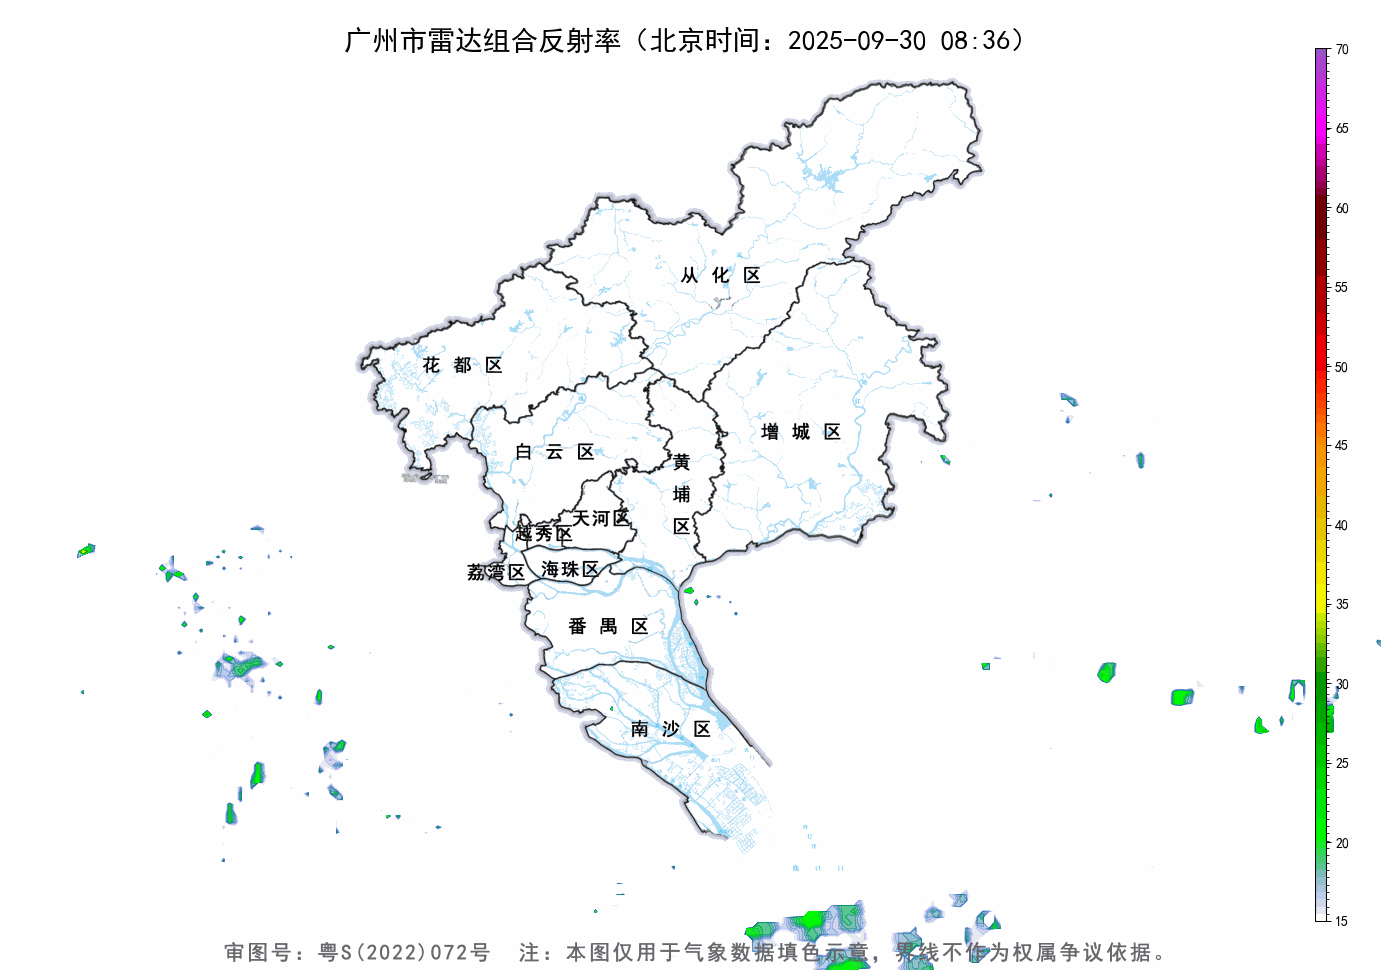 广州市雷达组合反射率（北京时间：2025-09-30 08:36）
70
65
60
55
50
45
40
35
30
25
20
15
从化区
花都区
增城区
白云区
黄埔区
天河区
越秀区
荔湾区
海珠区
番禺区
南沙区
审图号：粤S(2022)072号 注：本图仅用于气象数据填色示意，界线不作为权属争议依据。